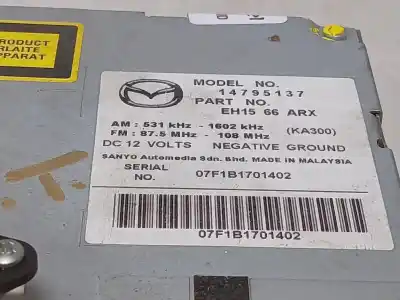 PRODUCT
RLAITE
PPARAT
MODEL NO.
14795137
PART NO.
EH15 66 ARX
AM : 531 kHz - 1602 kHz
FM : 87.5 MHz - 108 MHz (KA300)
DC 12 VOLTS NEGATIVE GROUND
SANYO Automedia Sdn. Bhd. MADE IN MALAYSIA
SERIAL NO. 07F1B1701402
07F1B1701402